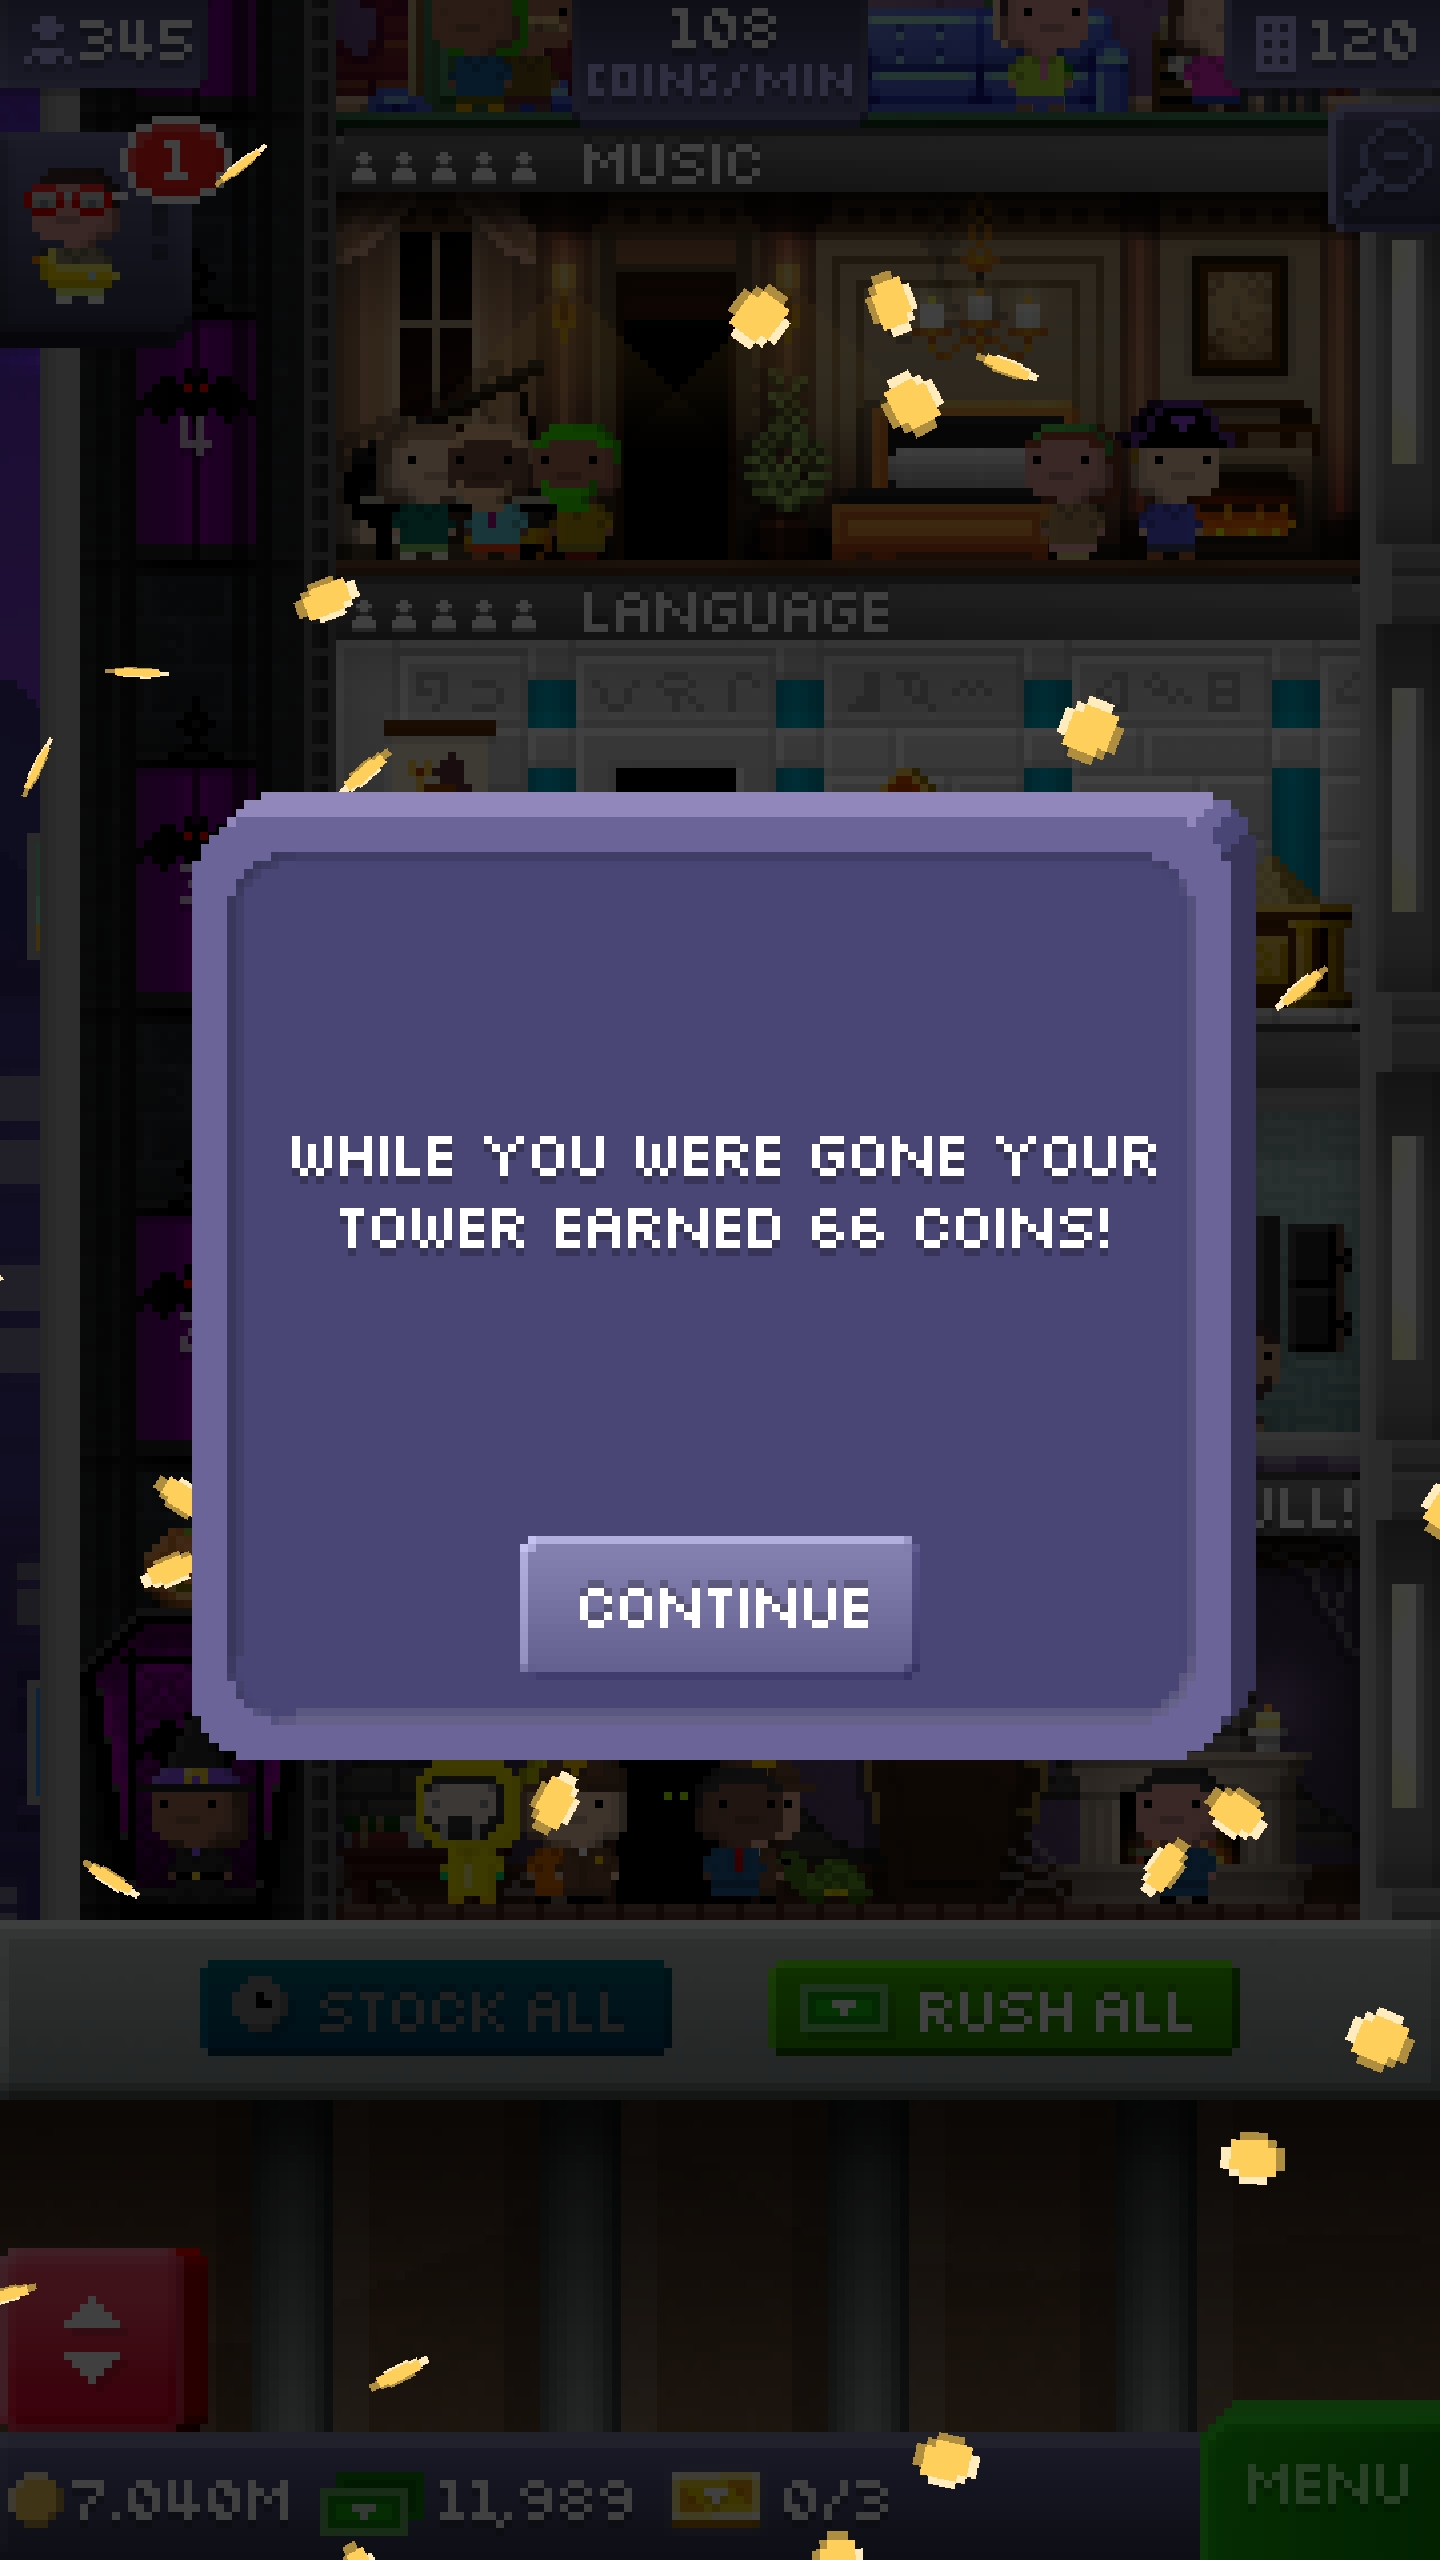 345
108
COINS/MIN
120
1
MUSIC
4
LANGUAGE
WHILE YOU WERE GONE YOUR
TOWER EARNED 66 COINS!
CONTINUE
STOCK ALL
RUSH ALL
7.040M
11,989
0/3
MENU